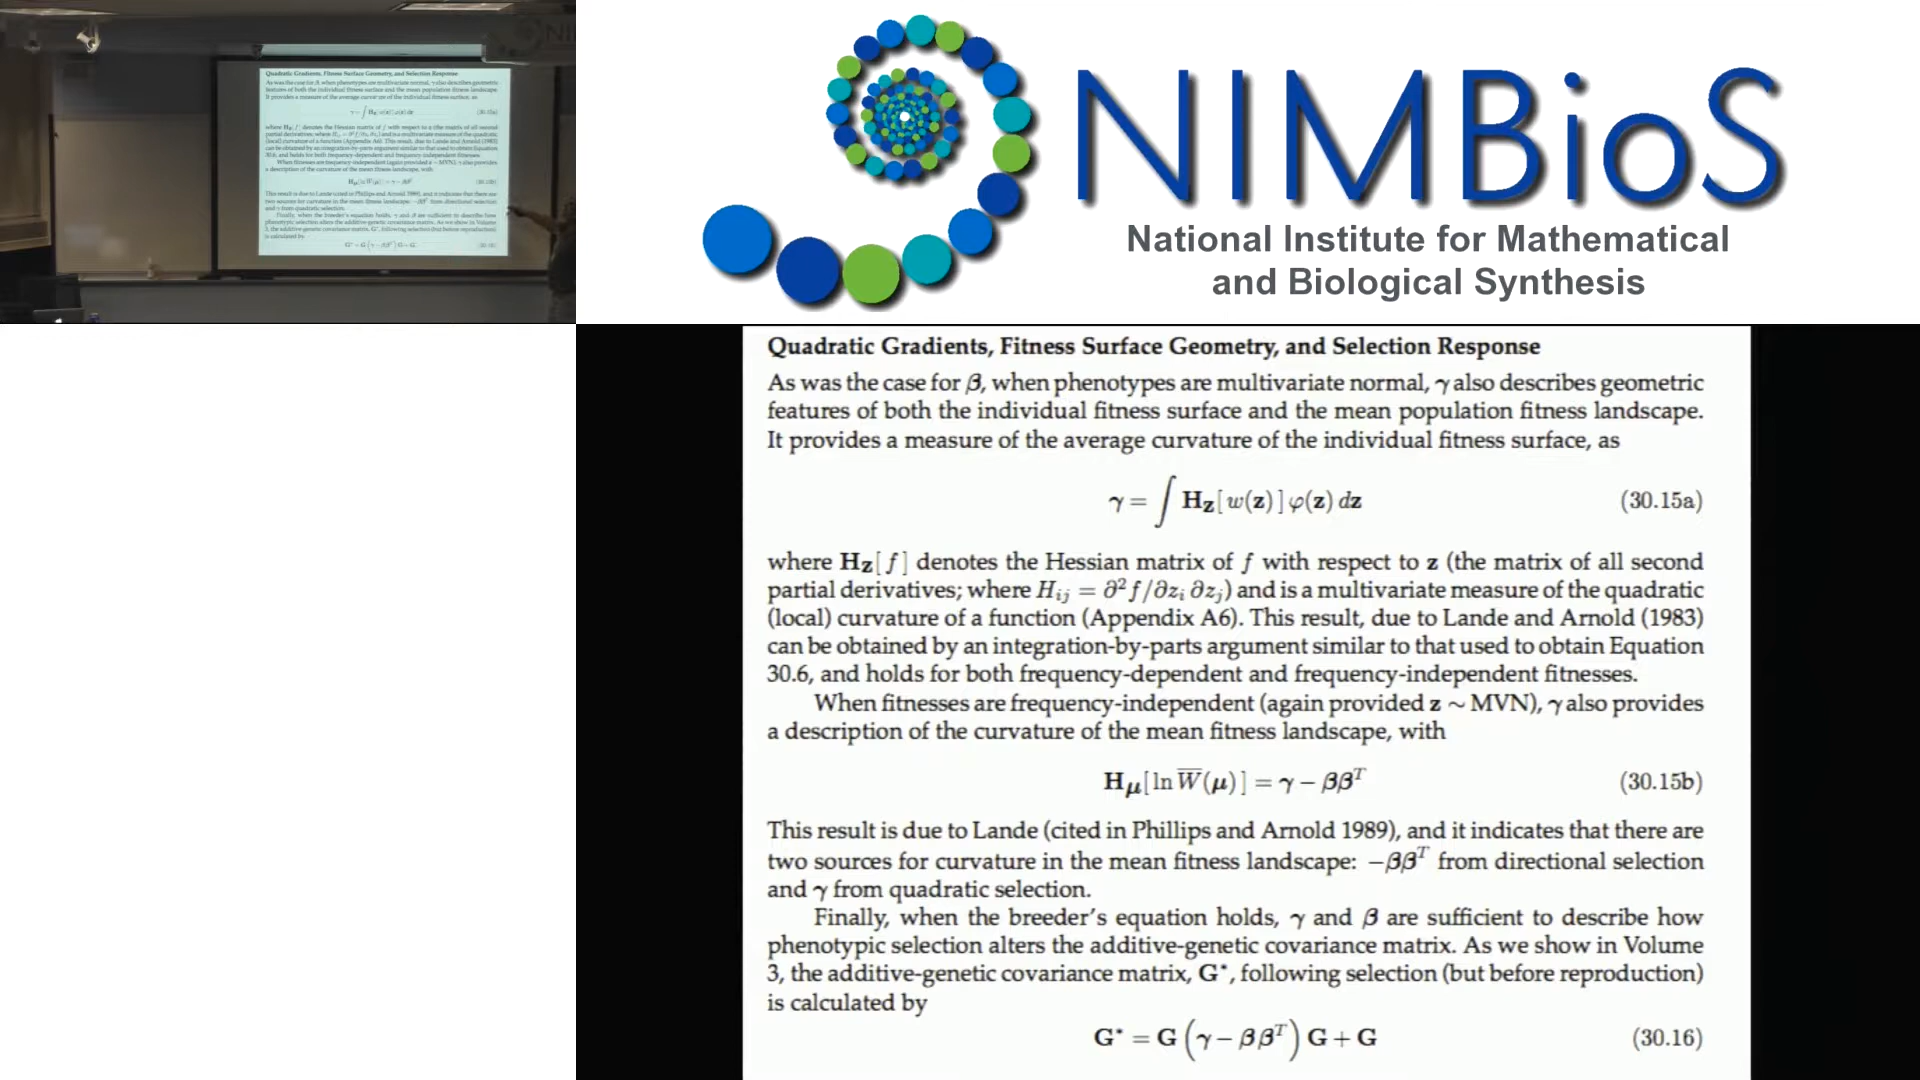 NIMBioS
National Institute for Mathematical
and Biological Synthesis
Quadratic Gradients, Fitness Surface Geometry, and Selection Response
As was the case for β, when phenotypes are multivariate normal, γ also describes geometric
features of both the individual fitness surface and the mean population fitness landscape.
It provides a measure of the average curvature of the individual fitness surface, as
γ = ∫ H_z[ w(z) ] φ(z) dz (30.15a)
where H_z[ f ] denotes the Hessian matrix of f with respect to z (the matrix of all second
partial derivatives; where H_ij = ∂² f/∂z_i ∂z_j) and is a multivariate measure of the quadratic
(local) curvature of a function (Appendix A6). This result, due to Lande and Arnold (1983)
can be obtained by an integration-by-parts argument similar to that used to obtain Equation
30.6, and holds for both frequency-dependent and frequency-independent fitnesses.
When fitnesses are frequency-independent (again provided z ~ MVN), γ also provides
a description of the curvature of the mean fitness landscape, with
H_μ[ ln W̅(μ) ] = γ − ββ^T (30.15b)
This result is due to Lande (cited in Phillips and Arnold 1989), and it indicates that there are
two sources for curvature in the mean fitness landscape: −ββ^T from directional selection
and γ from quadratic selection.
Finally, when the breeder's equation holds, γ and β are sufficient to describe how
phenotypic selection alters the additive-genetic covariance matrix. As we show in Volume
3, the additive-genetic covariance matrix, G*, following selection (but before reproduction)
is calculated by
G* = G (γ − ββ^T) G + G (30.16)